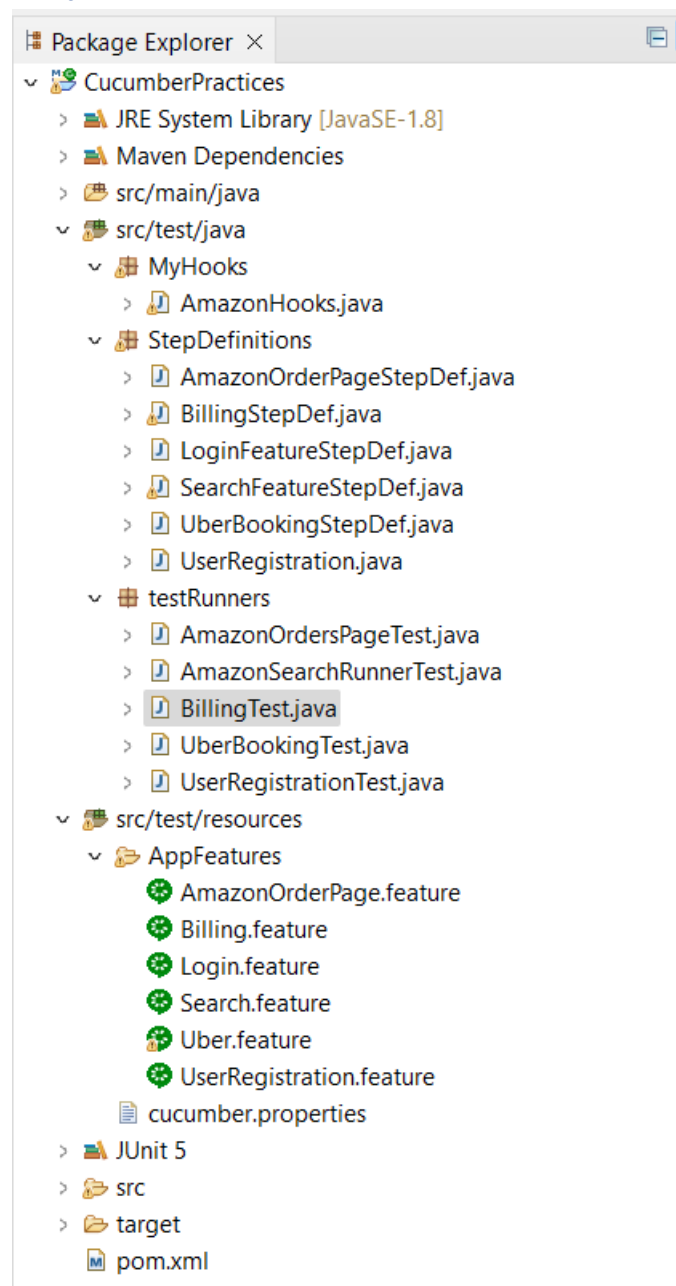 Package Explorer ×
CucumberPractices
JRE System Library [JavaSE-1.8]
Maven Dependencies
src/main/java
src/test/java
MyHooks
AmazonHooks.java
StepDefinitions
AmazonOrderPageStepDef.java
BillingStepDef.java
LoginFeatureStepDef.java
SearchFeatureStepDef.java
UberBookingStepDef.java
UserRegistration.java
testRunners
AmazonOrdersPageTest.java
AmazonSearchRunnerTest.java
BillingTest.java
UberBookingTest.java
UserRegistrationTest.java
src/test/resources
AppFeatures
AmazonOrderPage.feature
Billing.feature
Login.feature
Search.feature
Uber.feature
UserRegistration.feature
cucumber.properties
JUnit 5
src
target
pom.xml